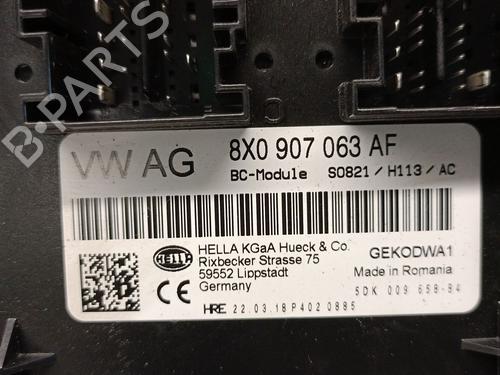 B-PARTS
VW AG
8X0 907 063 AF
BC-Module S0821 / H113 / AC
HELLA
HELLA KGaA Hueck & Co.
Rixbecker Strasse 75
59552 Lippstadt
Germany
GEKODWA1
Made in Romania
5DK 009 658-84
CE
HRE 22.03.18 P402 0885